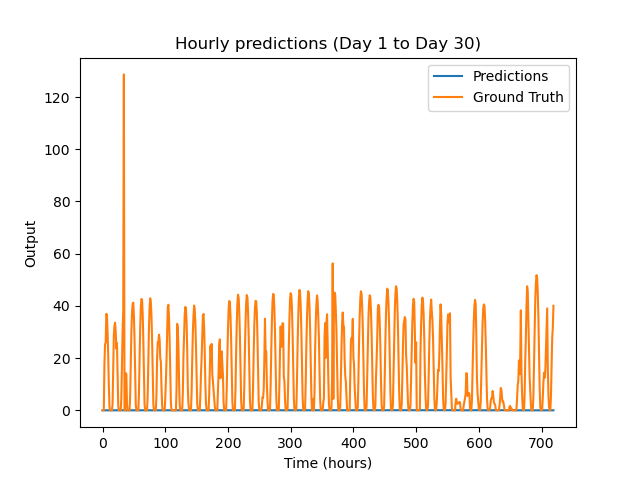 Hourly predictions (Day 1 to Day 30)
Predictions
Ground Truth
Output
120
100
80
60
40
20
0
0 100 200 300 400 500 600 700
Time (hours)